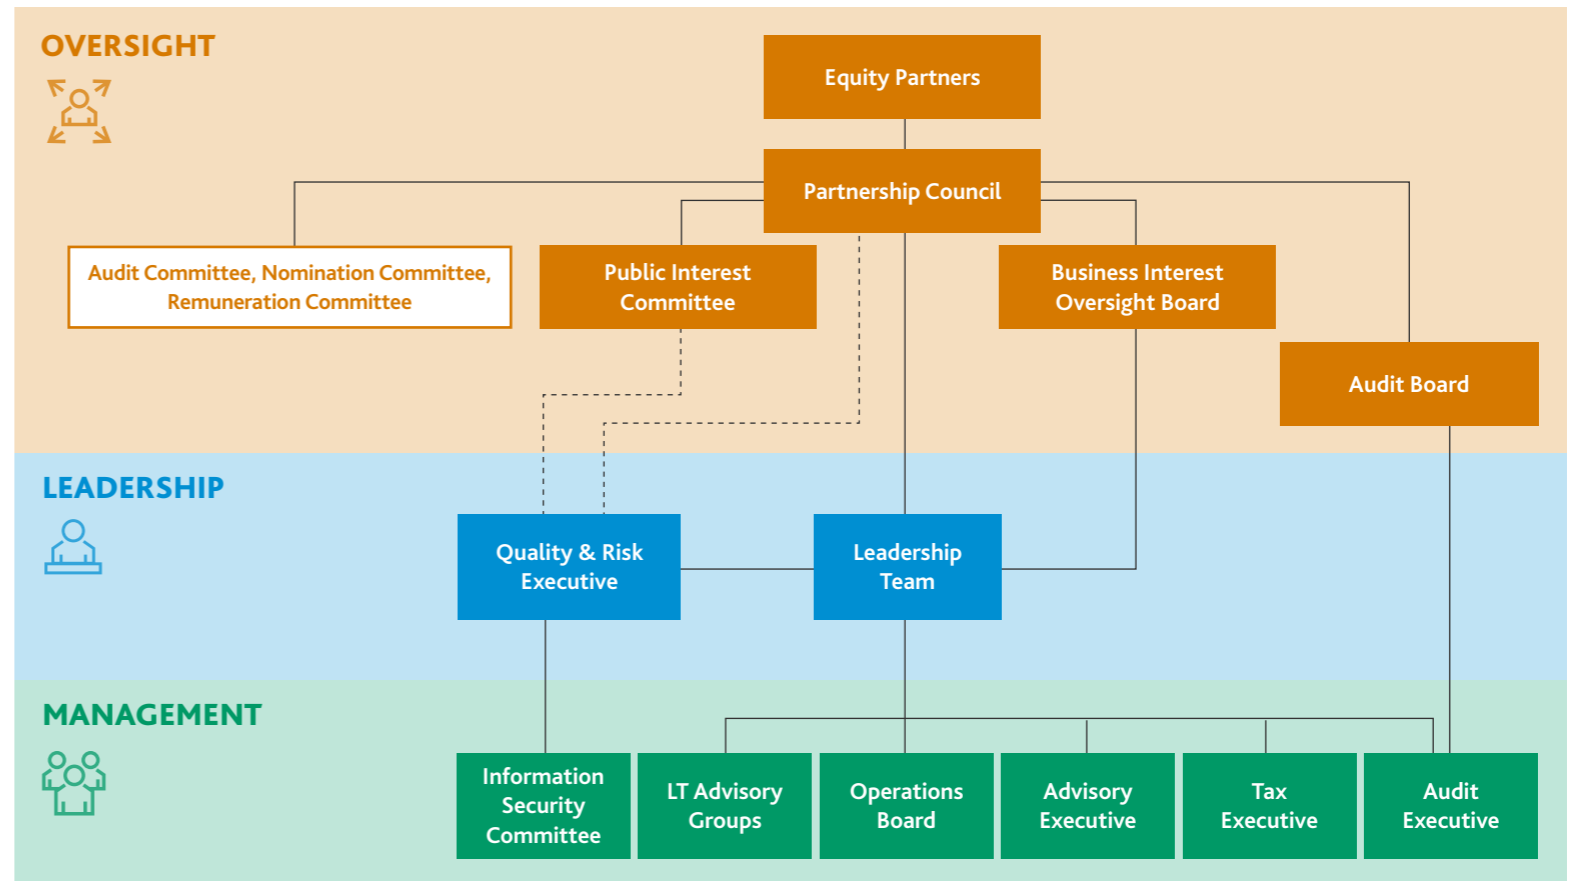 OVERSIGHT
Equity Partners
Partnership Council
Audit Committee, Nomination Committee,
Remuneration Committee
Public Interest
Committee
Business Interest
Oversight Board
Audit Board
LEADERSHIP
Quality & Risk
Executive
Leadership
Team
MANAGEMENT
Information
Security
Committee
LT Advisory
Groups
Operations
Board
Advisory
Executive
Tax
Executive
Audit
Executive